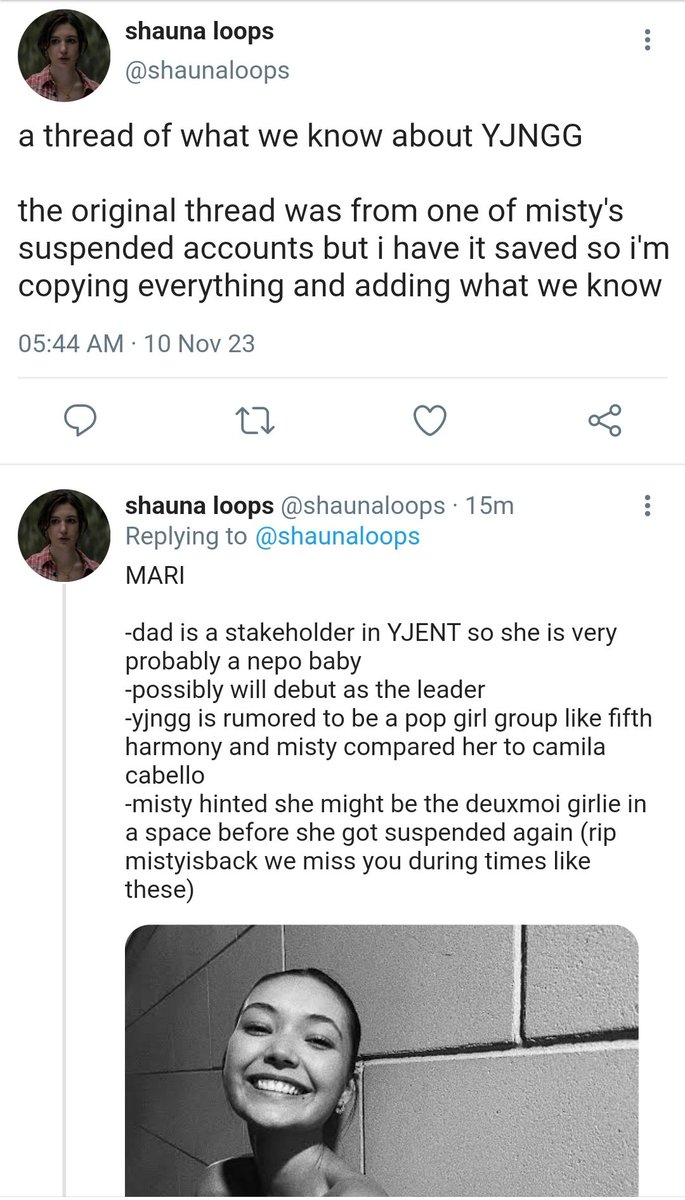 shauna loops
@shaunaloops
a thread of what we know about YJNGG
the original thread was from one of misty's
suspended accounts but i have it saved so i'm
copying everything and adding what we know
05:44 AM · 10 Nov 23
shauna loops @shaunaloops · 15m
Replying to @shaunaloops
MARI
-dad is a stakeholder in YJENT so she is very
probably a nepo baby
-possibly will debut as the leader
-yjngg is rumored to be a pop girl group like fifth
harmony and misty compared her to camila
cabello
-misty hinted she might be the deuxmoi girlie in
a space before she got suspended again (rip
mistyisback we miss you during times like
these)